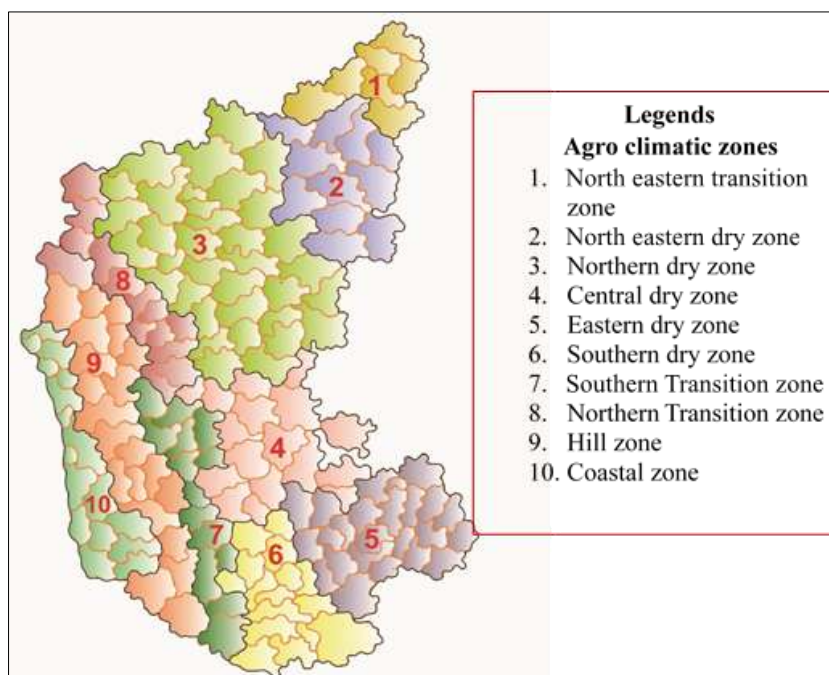 1
2
3
8
9
4
10
7
6
5
Legends
Agro climatic zones
1. North eastern transition
zone
2. North eastern dry zone
3. Northern dry zone
4. Central dry zone
5. Eastern dry zone
6. Southern dry zone
7. Southern Transition zone
8. Northern Transition zone
9. Hill zone
10. Coastal zone